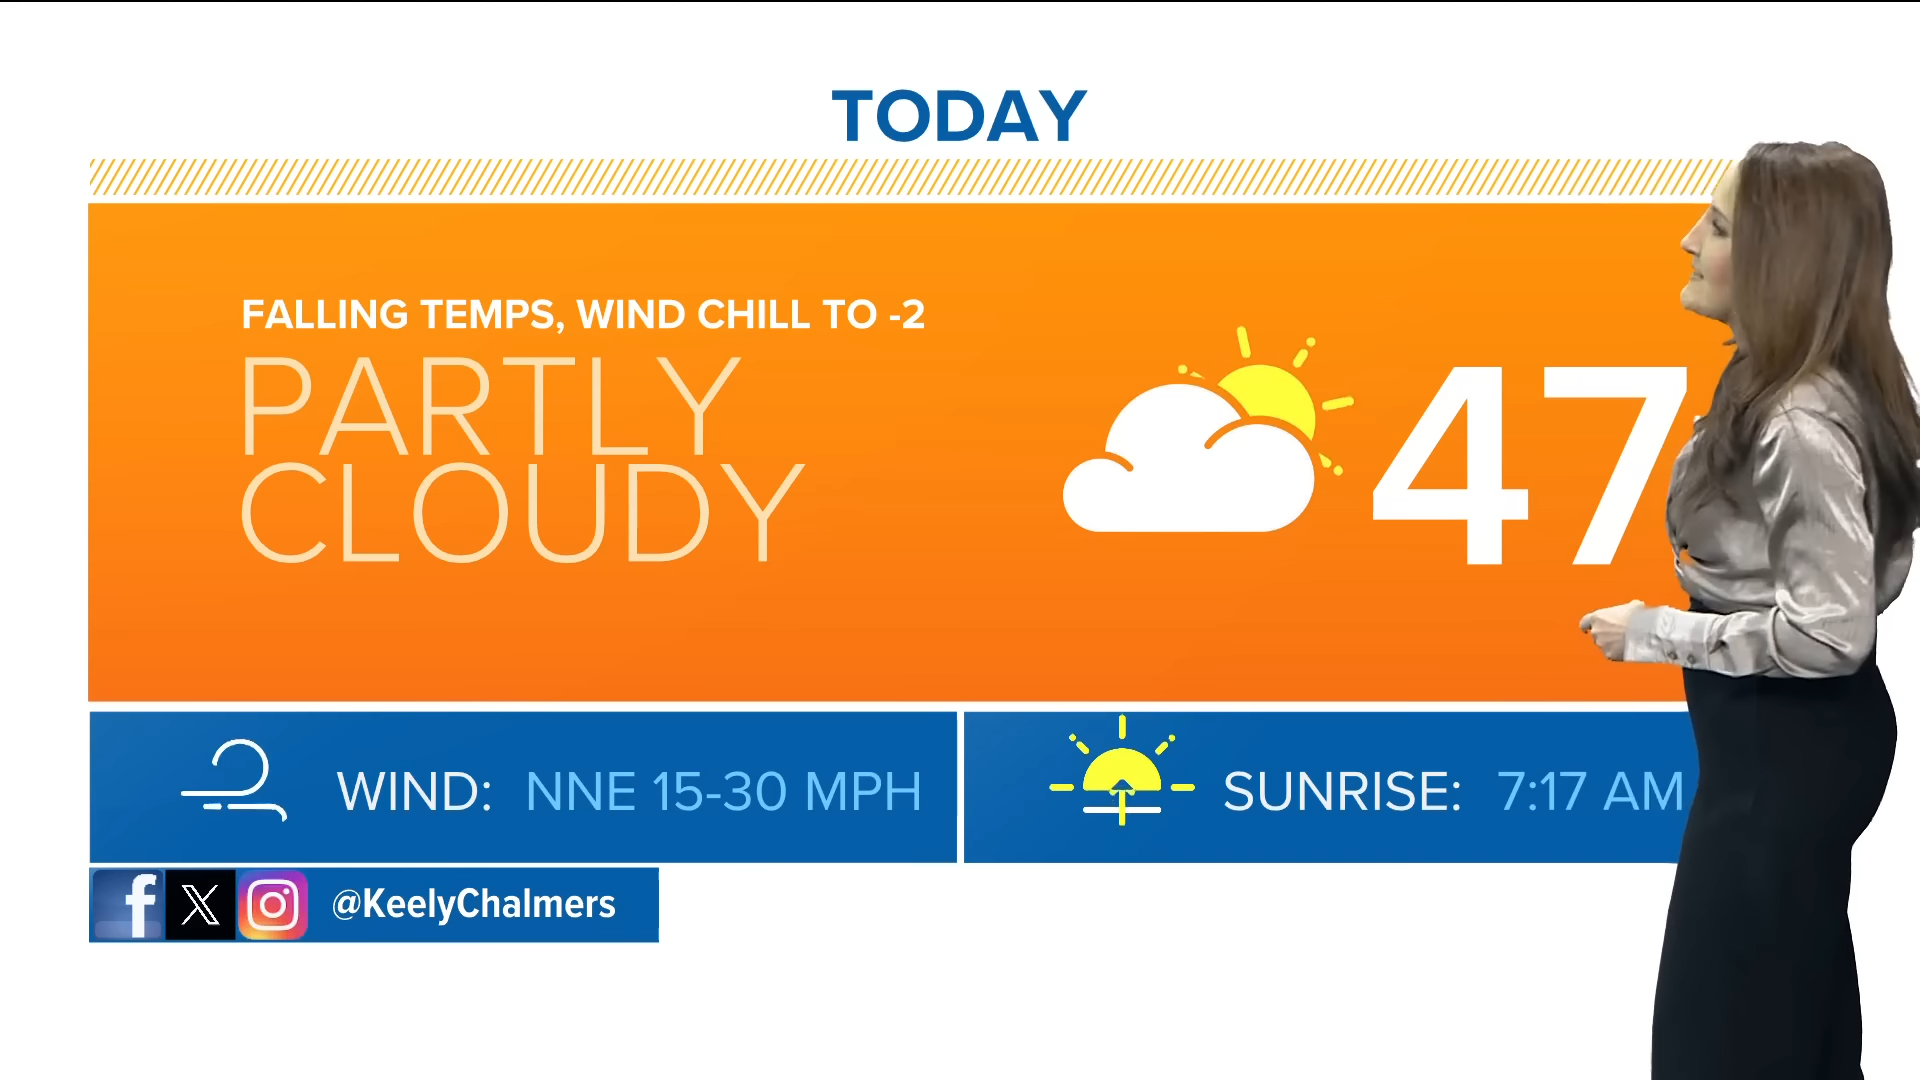 TODAY
FALLING TEMPS, WIND CHILL TO -2
PARTLY
CLOUDY
47
WIND: NNE 15-30 MPH
SUNRISE: 7:17 AM
@KeelyChalmers